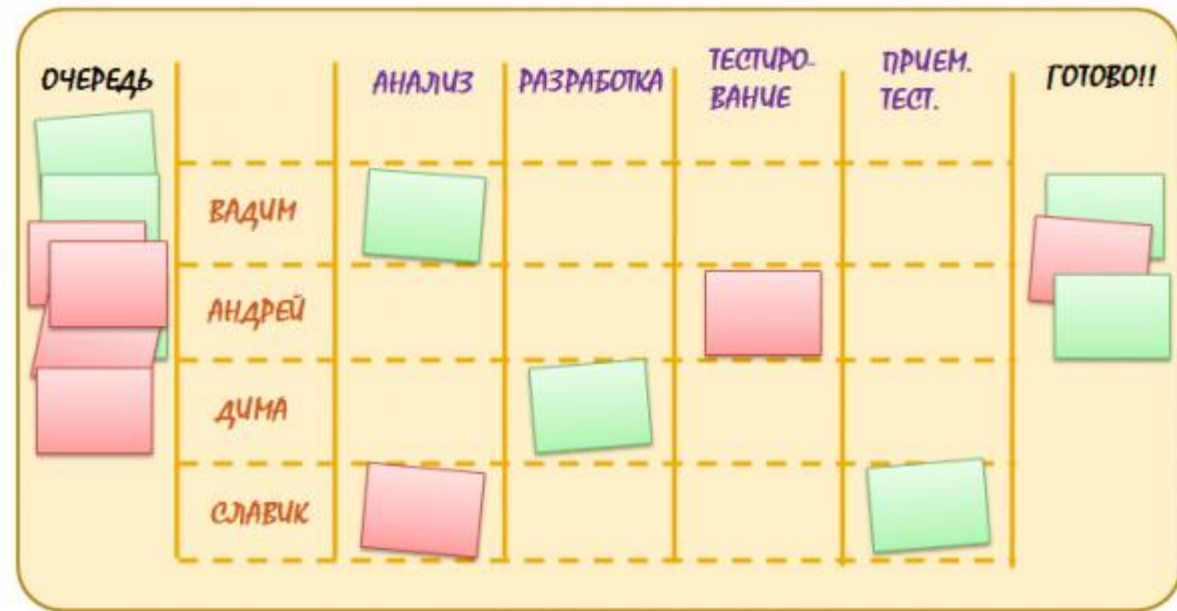 ОЧЕРЕДЬ
АНАЛИЗ
РАЗРАБОТКА
ТЕСТИРО-
ВАНИЕ
ПРИЕМ.
ТЕСТ.
ГОТОВО!!
ВАДИМ
АНДРЕЙ
ДИМА
СЛАВИК